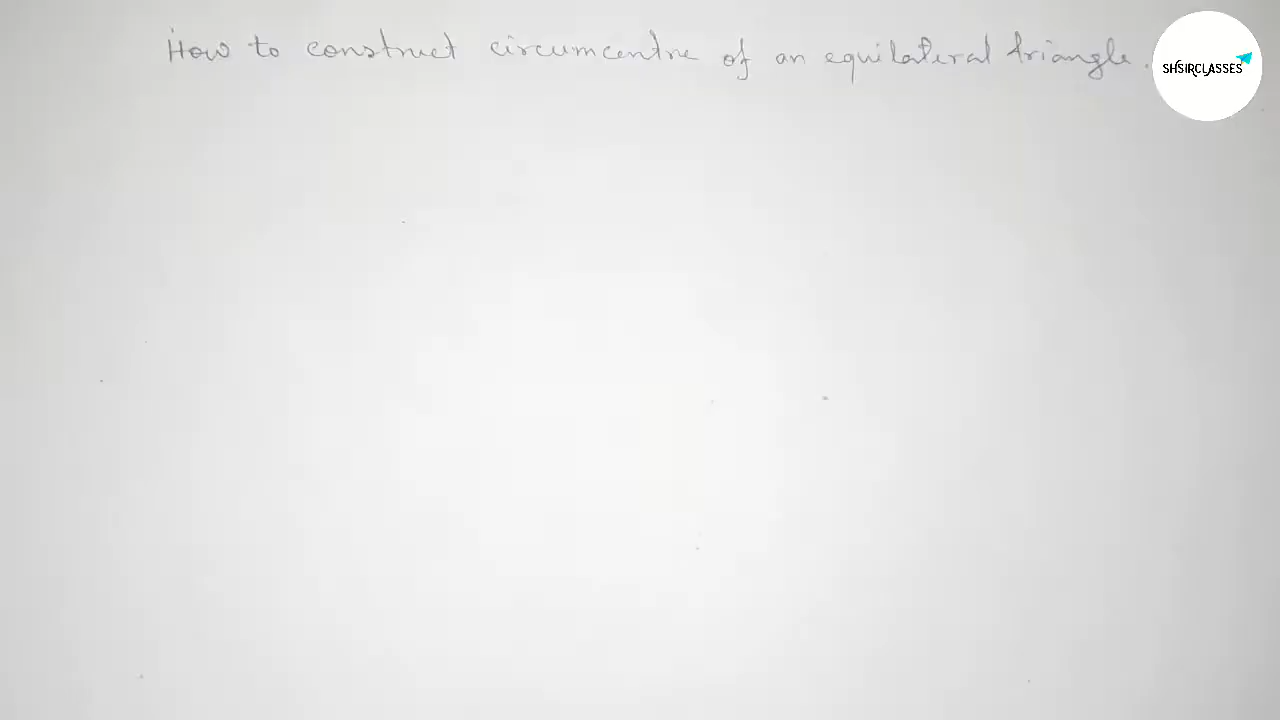 How to construct circumcentre of an equilateral triangle.
SHSIRCLASSES